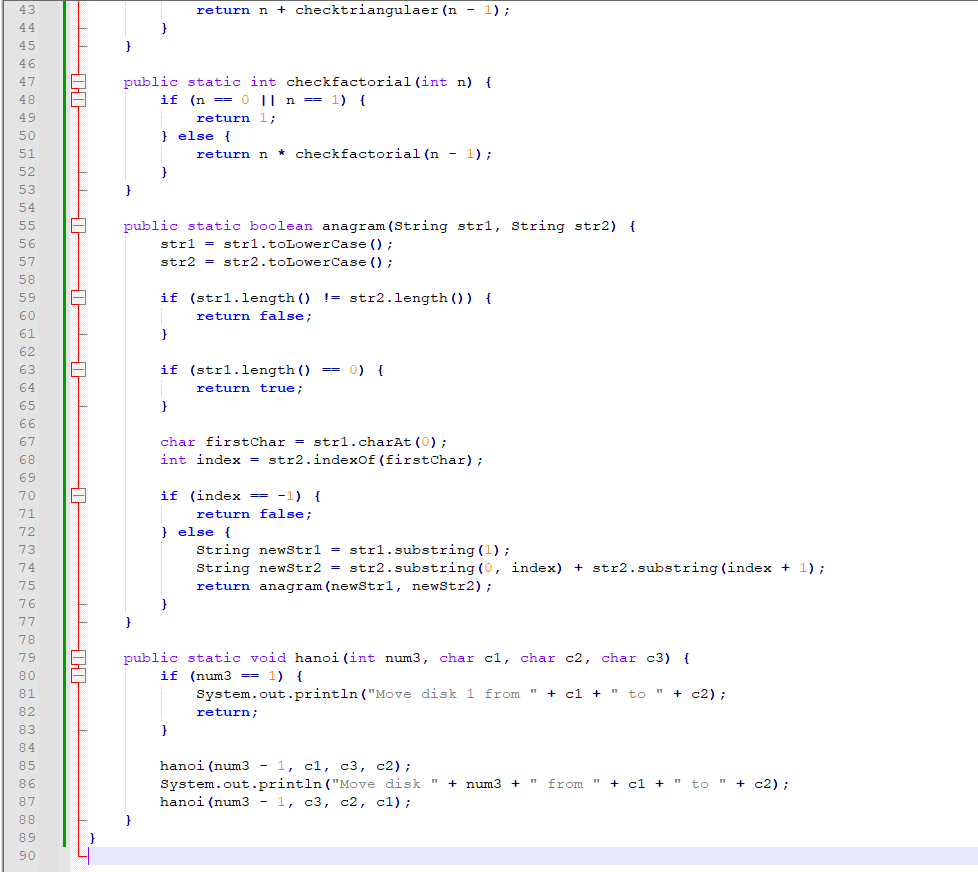 43 return n + checktriangulaer(n - 1);
44 }
45 }
46
47 public static int checkfactorial(int n) {
48 if (n == 0 || n == 1) {
49 return 1;
50 } else {
51 return n * checkfactorial(n - 1);
52 }
53 }
54
55 public static boolean anagram(String str1, String str2) {
56 str1 = str1.toLowerCase();
57 str2 = str2.toLowerCase();
58
59 if (str1.length() != str2.length()) {
60 return false;
61 }
62
63 if (str1.length() == 0) {
64 return true;
65 }
66
67 char firstChar = str1.charAt(0);
68 int index = str2.indexOf(firstChar);
69
70 if (index == -1) {
71 return false;
72 } else {
73 String newStr1 = str1.substring(1);
74 String newStr2 = str2.substring(0, index) + str2.substring(index + 1);
75 return anagram(newStr1, newStr2);
76 }
77 }
78
79 public static void hanoi(int num3, char c1, char c2, char c3) {
80 if (num3 == 1) {
81 System.out.println("Move disk 1 from " + c1 + " to " + c2);
82 return;
83 }
84
85 hanoi(num3 - 1, c1, c3, c2);
86 System.out.println("Move disk " + num3 + " from " + c1 + " to " + c2);
87 hanoi(num3 - 1, c3, c2, c1);
88 }
89 }
90